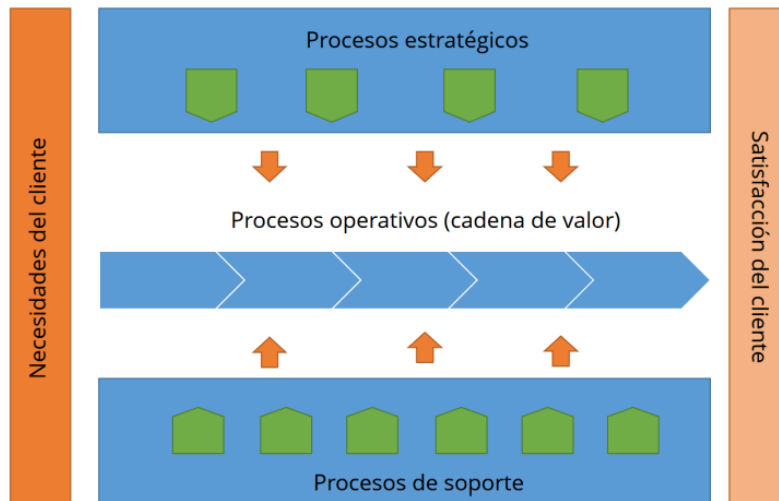 Necesidades del cliente
Procesos estratégicos
Procesos operativos (cadena de valor)
Procesos de soporte
Satisfacción del cliente